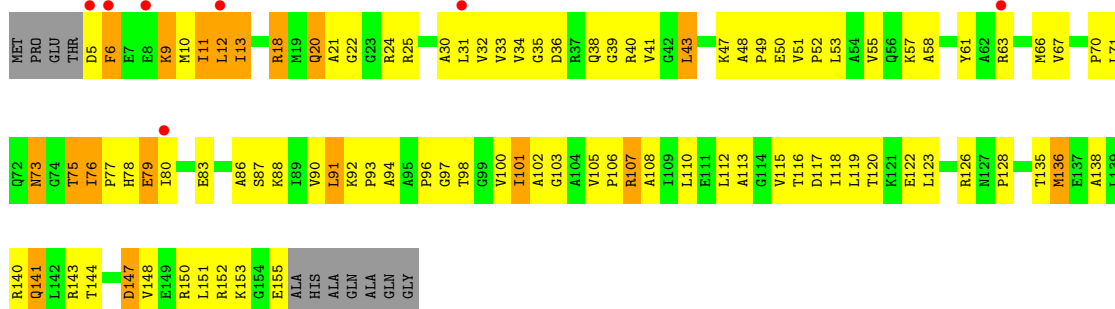 MET PRO GLU THR D5 F6 E7 E8 K9 M10 I11 L12 I13 R18 M19 Q20 A21 G22 G23 R24 R25 A30 L31 V32 V33 V34 G35 D36 R37 Q38 G39 R40 V41 G42 L43 K47 A48 P49 E50 V51 P52 L53 A54 V55 Q56 K57 A58 Y61 A62 R63 M66 V67 P70 L71
Q72 N73 G74 T75 I76 P77 H78 E79 I80 E83 A86 S87 K88 I89 V90 L91 K92 P93 A94 A95 P96 G97 T98 G99 V100 I101 A102 G103 A104 V105 P106 R107 A108 I109 L110 E111 L112 A113 G114 V115 T116 D117 I118 L119 T120 K121 E122 L123 R126 N127 P128 T135 M136 E137 A138 L139
R140 Q141 L142 R143 T144 D147 V148 E149 R150 L151 R152 K153 G154 E155 ALA HIS ALA GLN ALA GLN GLY